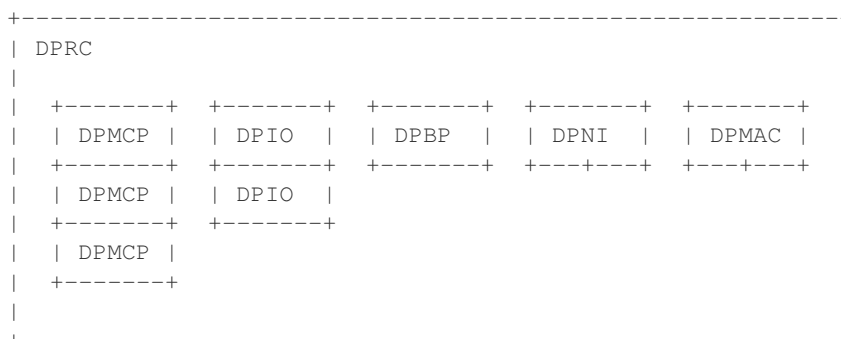 +---------------------------------------------------------
| DPRC
|
|  +-------+  +-------+  +-------+  +-------+  +-------+
|  | DPMCP |  | DPIO  |  | DPBP  |  | DPNI  |  | DPMAC |
|  +-------+  +-------+  +-------+  +---+---+  +---+---+
|  | DPMCP |  | DPIO  |
|  +-------+  +-------+
|  | DPMCP |
|  +-------+
|